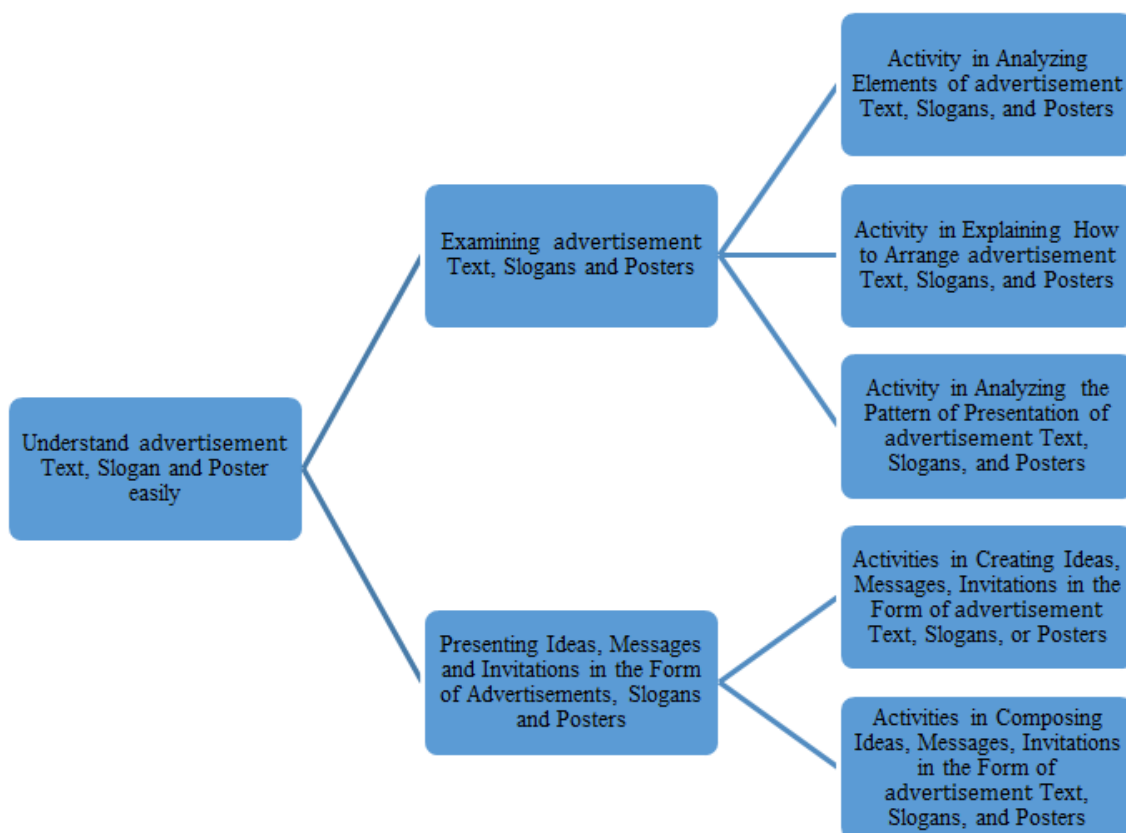 Activity in Analyzing
Elements of advertisement
Text, Slogans, and Posters
Examining advertisement
Text, Slogans and Posters
Activity in Explaining How
to Arrange advertisement
Text, Slogans, and Posters
Activity in Analyzing the
Pattern of Presentation of
advertisement Text,
Slogans, and Posters
Understand advertisement
Text, Slogan and Poster
easily
Presenting Ideas, Messages
and Invitations in the Form
of Advertisements, Slogans
and Posters
Activities in Creating Ideas,
Messages, Invitations in the
Form of advertisement
Text, Slogans, or Posters
Activities in Composing
Ideas, Messages, Invitations
in the Form of
advertisement Text,
Slogans, and Posters